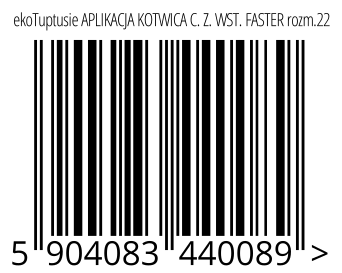 ekoTuptusie APLIKACJA KOTWICA C. Z. WST. FASTER rozm.22
5 904083 440089 >